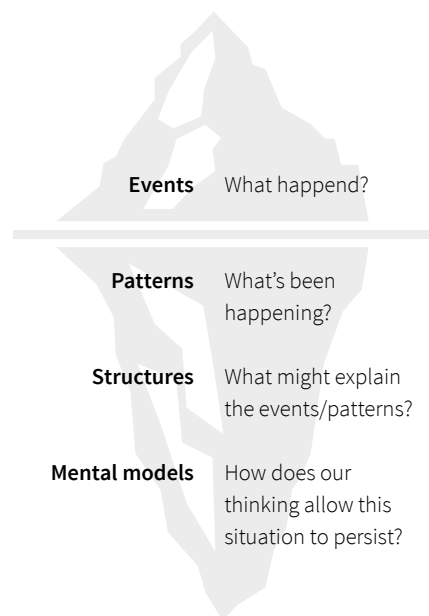 Events What happend?
Patterns What's been
happening?
Structures What might explain
the events/patterns?
Mental models How does our
thinking allow this
situation to persist?